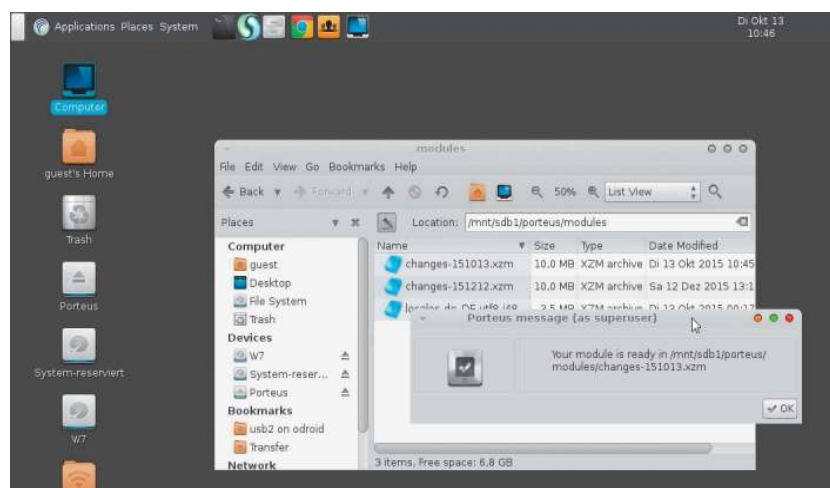 Applications Places System
Di Okt 13
10:46
Computer
guest's Home
Trash
Porteus
System-reserviert
W7
modules
File Edit View Go Bookmarks Help
Back Forward 50% List View
Places Location: /mnt/sdb1/porteus/modules
Computer
guest
Desktop
File System
Trash
Devices
W7
System-reser...
Porteus
Bookmarks
usb2 on odroid
Transfer
Network
Name Size Type Date Modified
changes-151013.xzm 10,0 MB XZM archive Di 13 Okt 2015 10:45
changes-151212.xzm 10,0 MB XZM archive Sa 12 Dez 2015 13:1
3 items, Free space: 6,8 GB
Porteus message (as superuser)
Your module is ready in /mnt/sdb1/porteus/
modules/changes-151013.xzm
OK